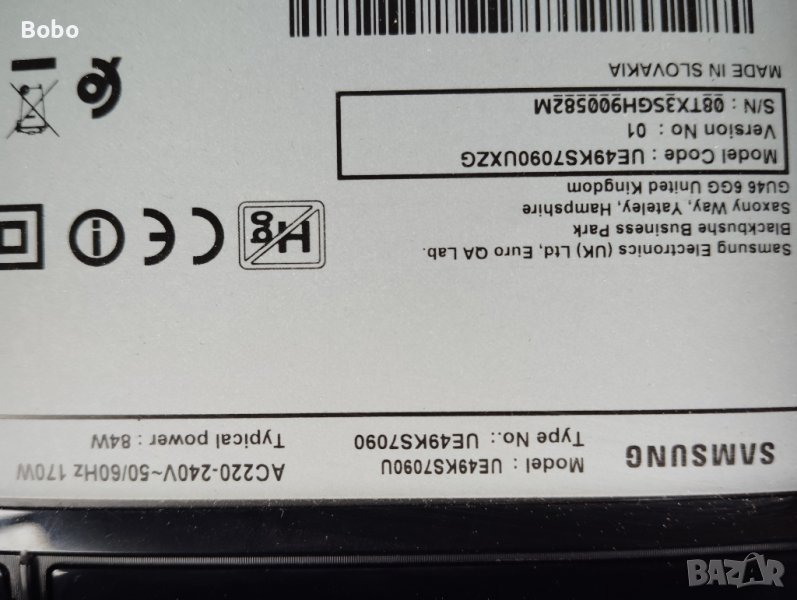 Bobo
SAMSUNG
Model : UE49KS7090U
Type No.: UE49KS7090
AC220-240V~50/60Hz 170W
Typical power : 84W
Samsung Electronics (UK) Ltd, Euro QA Lab.
Blackbushe Business Park
Saxony Way, Yateley, Hampshire
GU46 6GG United Kingdom
Hg
CE
Model Code : UE49KS7090UXZG
Version No : 01
S/N : 08TX3SGH900582M
MADE IN SLOVAKIA
BAZAR